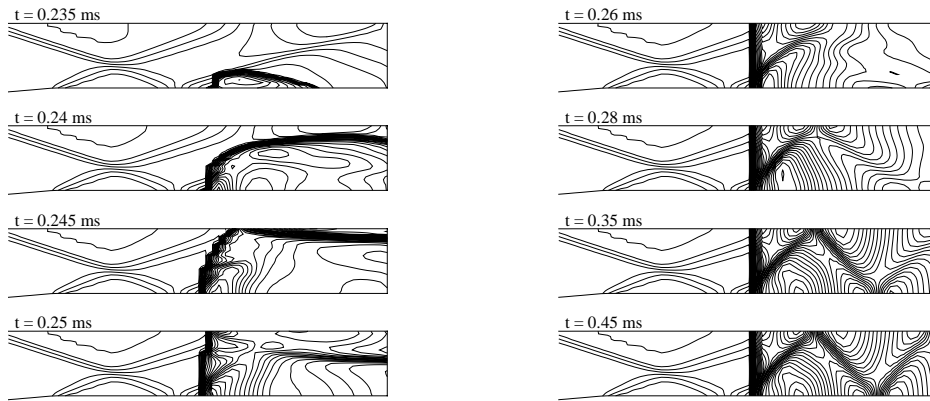 t = 0.235 ms
t = 0.24 ms
t = 0.245 ms
t = 0.25 ms
t = 0.26 ms
t = 0.28 ms
t = 0.35 ms
t = 0.45 ms